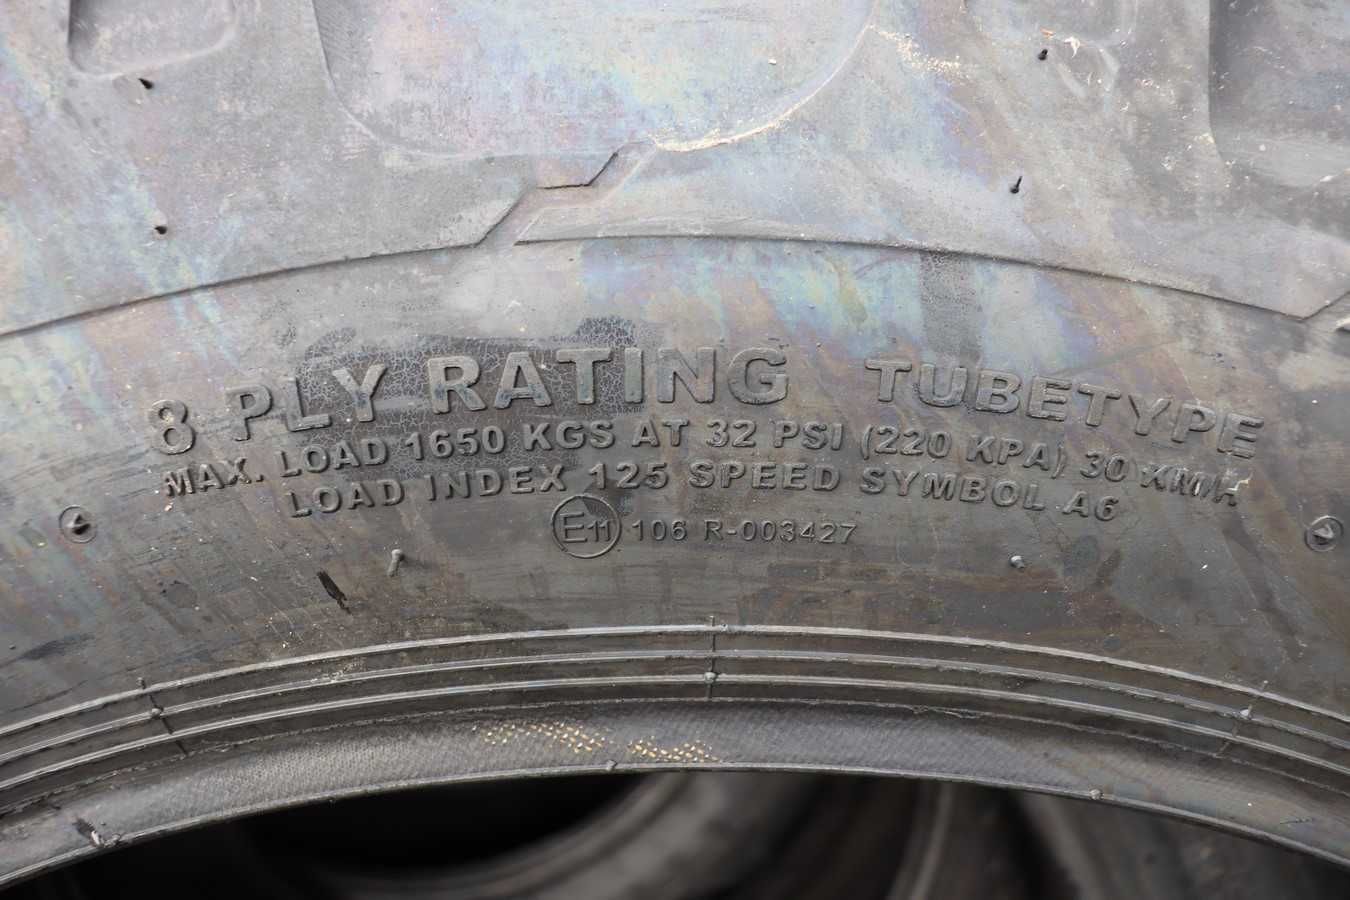 8 PLY RATING TUBETYPE
MAX. LOAD 1650 KGS AT 32 PSI (220 KPA) 30 KM/H
LOAD INDEX 125 SPEED SYMBOL A6
E11 106 R-003427